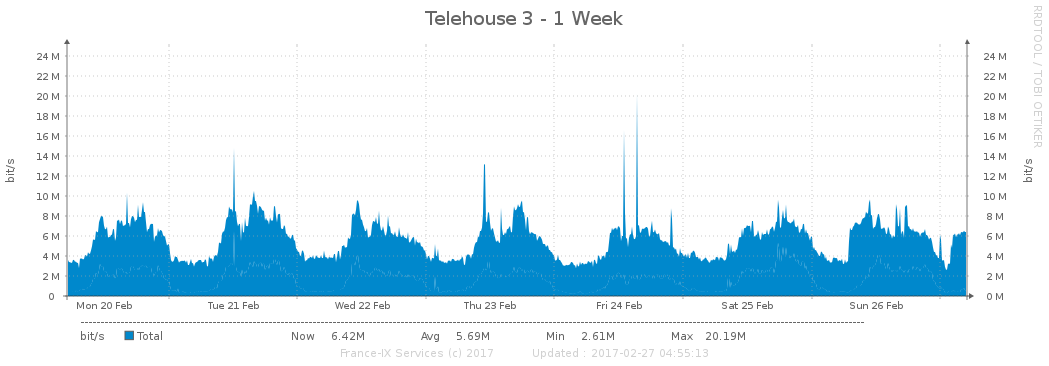 Telehouse 3 - 1 Week
RRDTOOL / TOBI OETIKER
bit/s
24 M 24 M
22 M 22 M
20 M 20 M
18 M 18 M
16 M 16 M
14 M 14 M
12 M 12 M
10 M 10 M
8 M 8 M
6 M 6 M
4 M 4 M
2 M 2 M
0 0 M
bit/s
Mon 20 Feb Tue 21 Feb Wed 22 Feb Thu 23 Feb Fri 24 Feb Sat 25 Feb Sun 26 Feb
bit/s Total Now 6.42M Avg 5.69M Min 2.61M Max 20.19M
France-IX Services (c) 2017 Updated : 2017-02-27 04:55:13